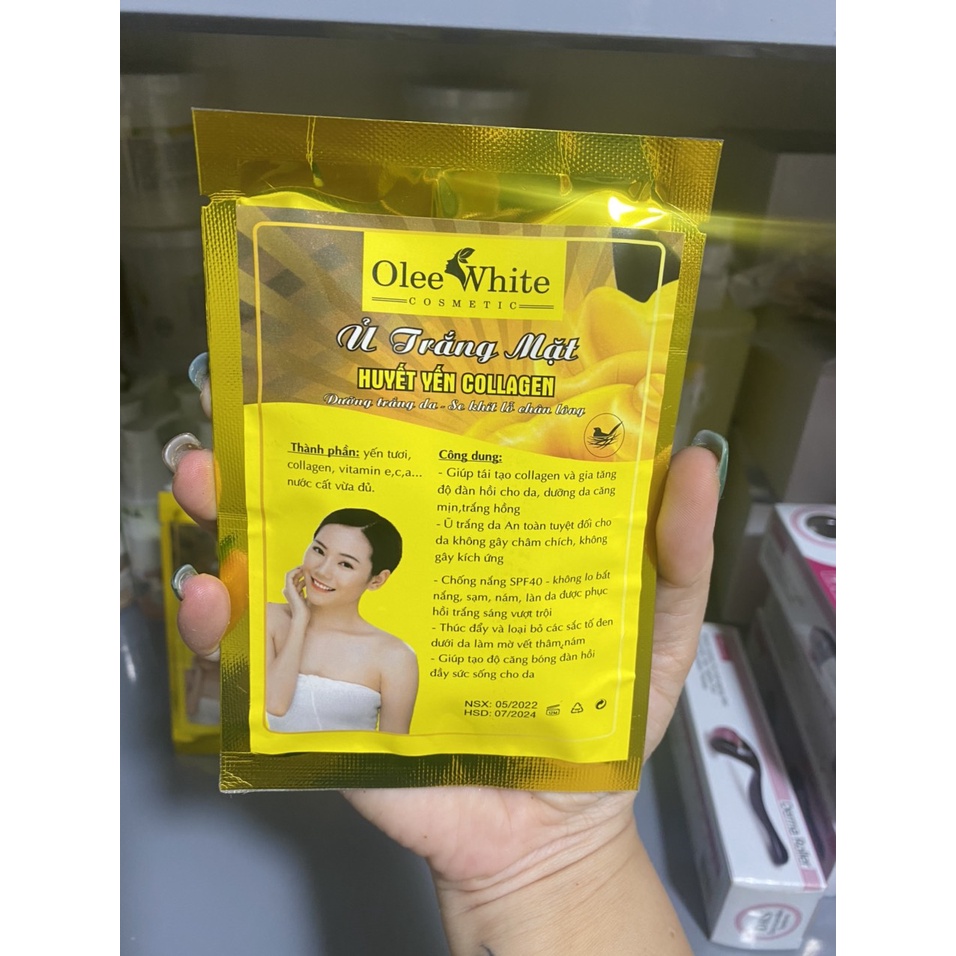 Olee White
COSMETIC
Ủ Trắng Mặt
HUYẾT YẾN COLLAGEN
Dưỡng trắng da - Se khít lỗ chân lông
Thành phần: yến tươi,
collagen, vitamin e,c,a...
nước cất vừa đủ.
Công dụng:
- Giúp tái tạo collagen và gia tăng
độ đàn hồi cho da, dưỡng da căng
mịn,trắng hồng
- Ũ trắng da An toàn tuyệt đối cho
da không gây châm chích, không
gây kích ứng
- Chống nắng SPF40 - không lo bắt
nắng, sạm, nám, làn da được phục
hồi trắng sáng vượt trội
- Thúc đẩy và loại bỏ các sắc tố đen
dưới da làm mờ vết thâm,nám
- Giúp tạo độ căng bóng đàn hồi
đầy sức sống cho da
NSX: 05/2022
HSD: 07/2024
Derma Roller